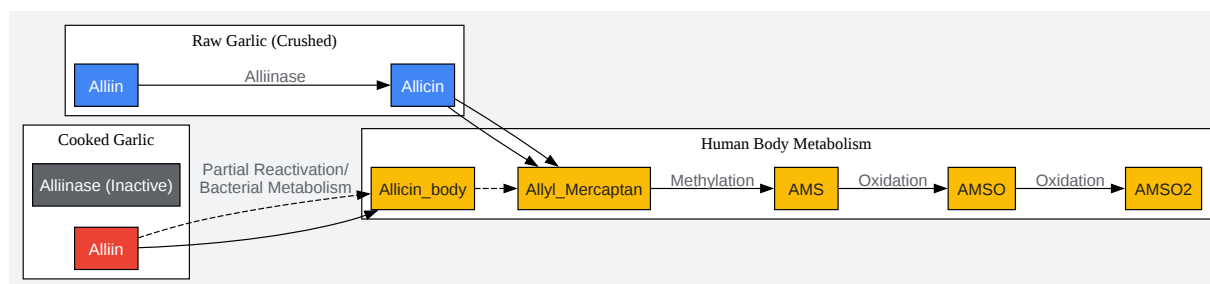 Raw Garlic (Crushed)
Alliin
Alliinase
Allicin
Cooked Garlic
Alliinase (Inactive)
Alliin
Partial Reactivation/
Bacterial Metabolism
Human Body Metabolism
Allicin_body
Allyl_Mercaptan
Methylation
AMS
Oxidation
AMSO
Oxidation
AMSO2